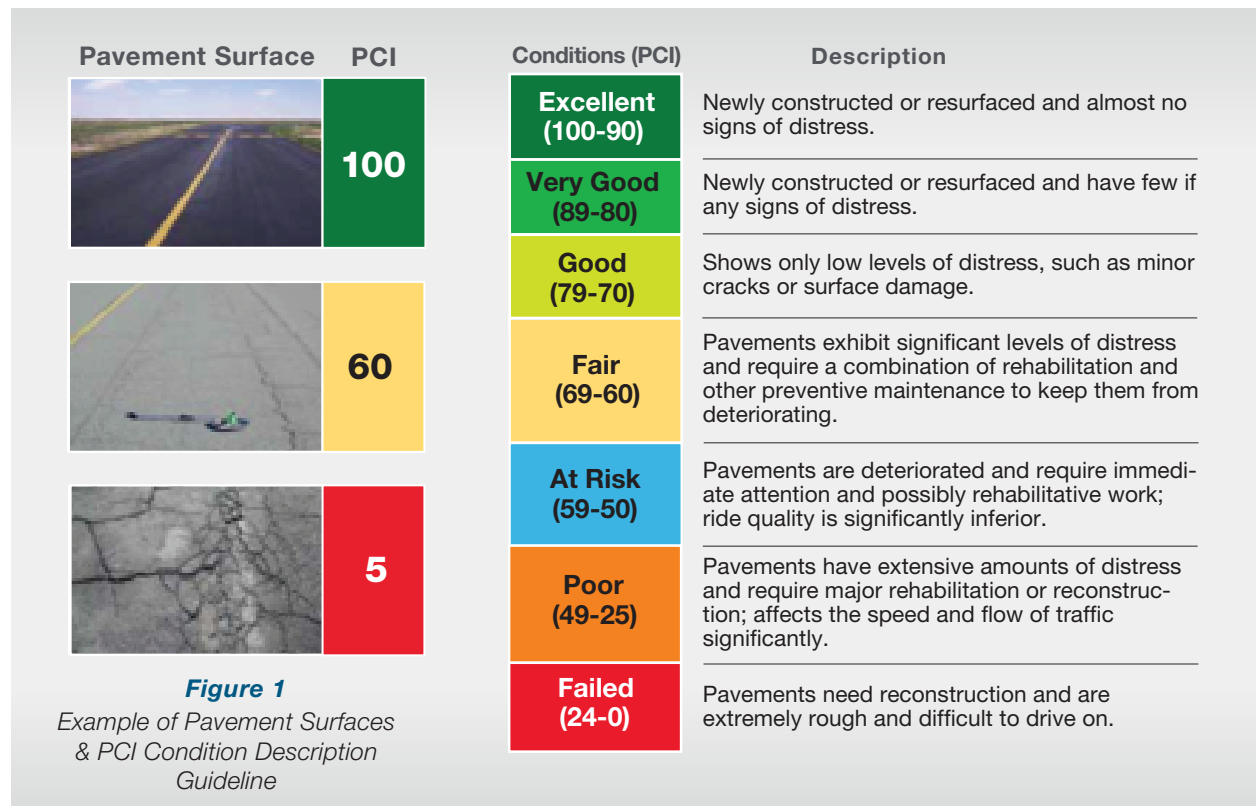 Pavement Surface PCI
100
60
5
Figure 1
Example of Pavement Surfaces
& PCI Condition Description
Guideline
Conditions (PCI) Description
Excellent
(100-90)
Newly constructed or resurfaced and almost no
signs of distress.
Very Good
(89-80)
Newly constructed or resurfaced and have few if
any signs of distress.
Good
(79-70)
Shows only low levels of distress, such as minor
cracks or surface damage.
Fair
(69-60)
Pavements exhibit significant levels of distress
and require a combination of rehabilitation and
other preventive maintenance to keep them from
deteriorating.
At Risk
(59-50)
Pavements are deteriorated and require immedi-
ate attention and possibly rehabilitative work;
ride quality is significantly inferior.
Poor
(49-25)
Pavements have extensive amounts of distress
and require major rehabilitation or reconstruc-
tion; affects the speed and flow of traffic
significantly.
Failed
(24-0)
Pavements need reconstruction and are
extremely rough and difficult to drive on.